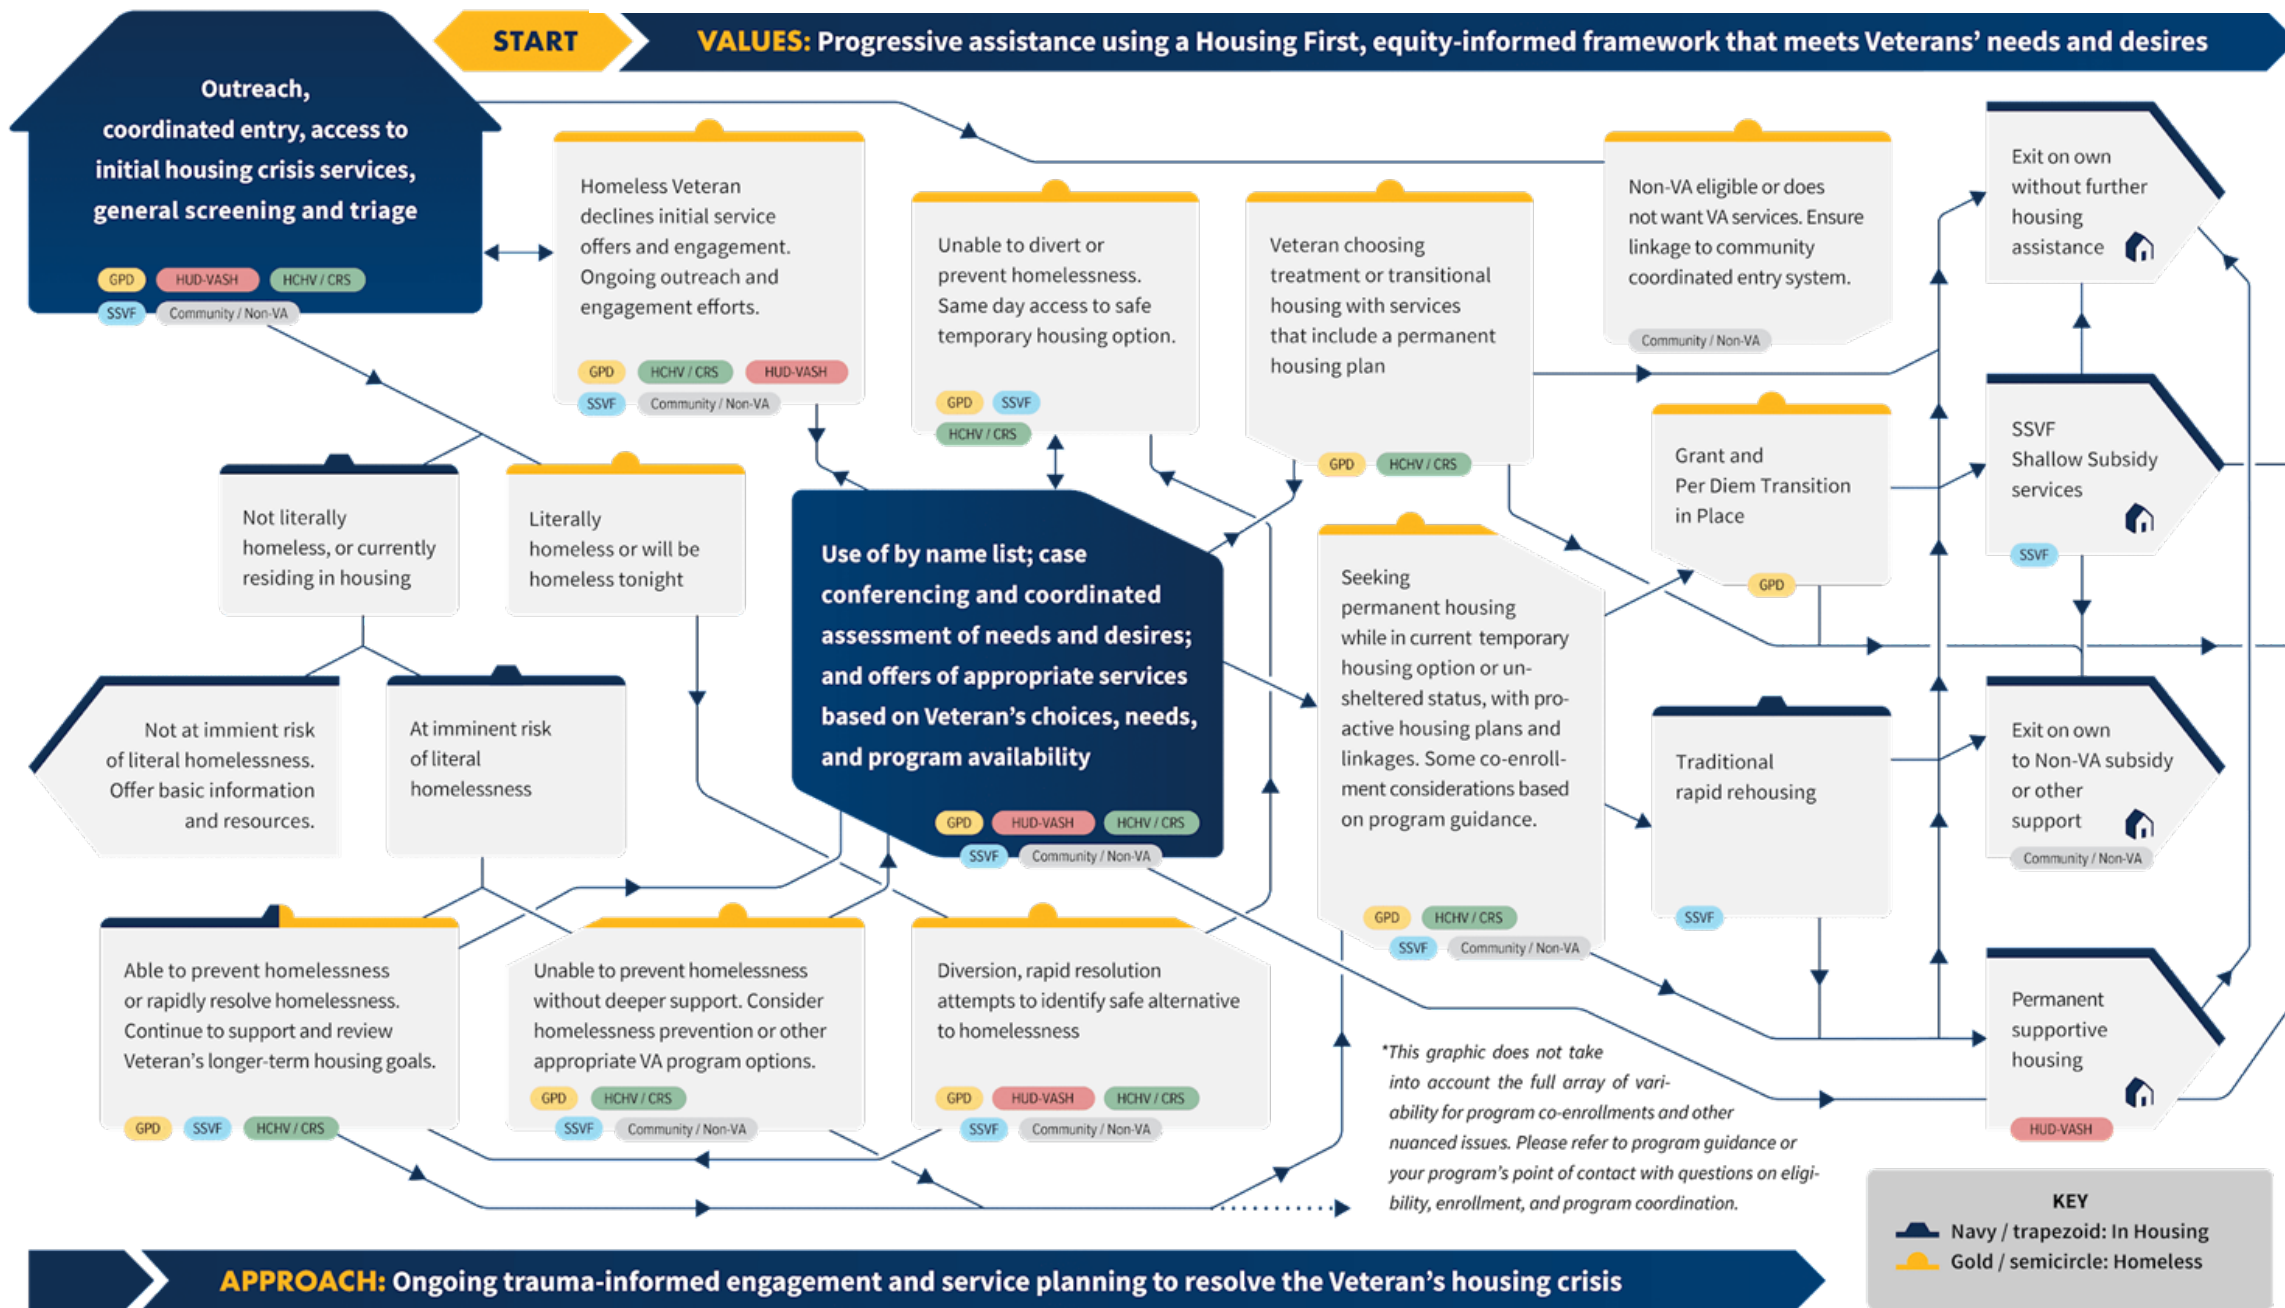 START
VALUES: Progressive assistance using a Housing First, equity-informed framework that meets Veterans' needs and desires
Outreach,
coordinated entry, access to
initial housing crisis services,
general screening and triage
GPD
HUD-VASH
HCHV / CRS
SSVF
Community / Non-VA
Homeless Veteran
declines initial service
offers and engagement.
Ongoing outreach and
engagement efforts.
GPD
HCHV / CRS
HUD-VASH
SSVF
Community / Non-VA
Unable to divert or
prevent homelessness.
Same day access to safe
temporary housing option.
GPD
SSVF
HCHV / CRS
Veteran choosing
treatment or transitional
housing with services
that include a permanent
housing plan
GPD
HCHV / CRS
Non-VA eligible or does
not want VA services. Ensure
linkage to community
coordinated entry system.
Community / Non-VA
Exit on own
without further
housing
assistance
Not literally
homeless, or currently
residing in housing
Literally
homeless or will be
homeless tonight
Use of by name list; case
conferencing and coordinated
assessment of needs and desires;
and offers of appropriate services
based on Veteran's choices, needs,
and program availability
GPD
HUD-VASH
HCHV / CRS
SSVF
Community / Non-VA
Seeking
permanent housing
while in current temporary
housing option or un-
sheltered status, with pro-
active housing plans and
linkages. Some co-enroll-
ment considerations based
on program guidance.
GPD
HCHV / CRS
SSVF
Community / Non-VA
Grant and
Per Diem Transition
in Place
GPD
SSVF
Shallow Subsidy
services
SSVF
Not at immient risk
of literal homelessness.
Offer basic information
and resources.
At imminent risk
of literal
homelessness
Traditional
rapid rehousing
SSVF
Exit on own
to Non-VA subsidy
or other
support
Community / Non-VA
Able to prevent homelessness
or rapidly resolve homelessness.
Continue to support and review
Veteran's longer-term housing goals.
GPD
SSVF
HCHV / CRS
Unable to prevent homelessness
without deeper support. Consider
homelessness prevention or other
appropriate VA program options.
GPD
HCHV / CRS
SSVF
Community / Non-VA
Diversion, rapid resolution
attempts to identify safe alternative
to homelessness
GPD
HUD-VASH
HCHV / CRS
SSVF
Community / Non-VA
Permanent
supportive
housing
HUD-VASH
*This graphic does not take
into account the full array of vari-
ability for program co-enrollments and other
nuanced issues. Please refer to program guidance or
your program's point of contact with questions on eligi-
bility, enrollment, and program coordination.
KEY
Navy / trapezoid: In Housing
Gold / semicircle: Homeless
APPROACH: Ongoing trauma-informed engagement and service planning to resolve the Veteran's housing crisis